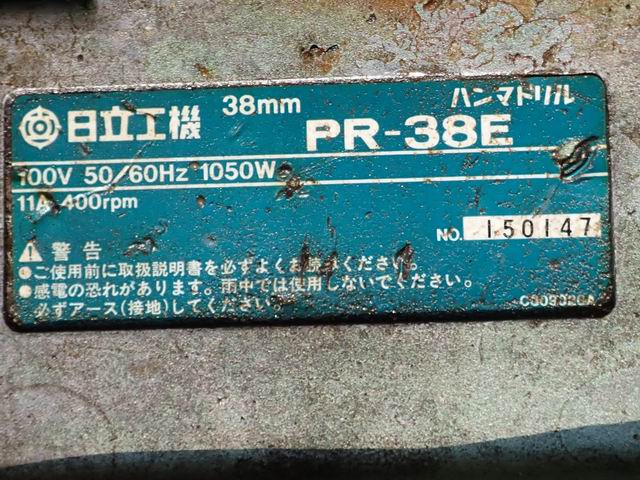 日立工機 38mm ハンマドリル
PR-38E
100V 50/60Hz 1050W
11A 400rpm
NO. 150147
警告
●ご使用前に取扱説明書を必ずよくお読みください。
●感電の恐れがあります。雨中では使用しないでください。
必ずアース(接地)してください。